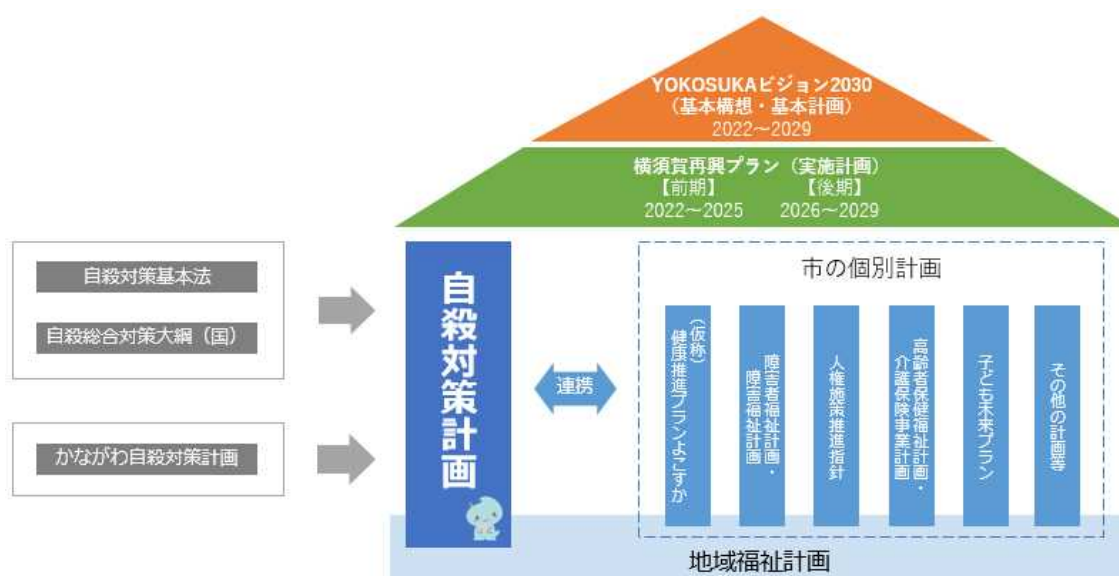 YOKOSUKAビジョン2030
（基本構想・基本計画）
2022～2029
横須賀再興プラン（実施計画）
【前期】 【後期】
2022～2025 2026～2029
自殺対策基本法
自殺総合対策大綱（国）
かながわ自殺対策計画
自殺対策計画
連携
市の個別計画
（仮称）
健康推進プランよこすか
障害者福祉計画・
障害福祉計画
人権施策推進指針
高齢者保健福祉計画・
介護保険事業計画
子ども未来プラン
その他の計画等
地域福祉計画